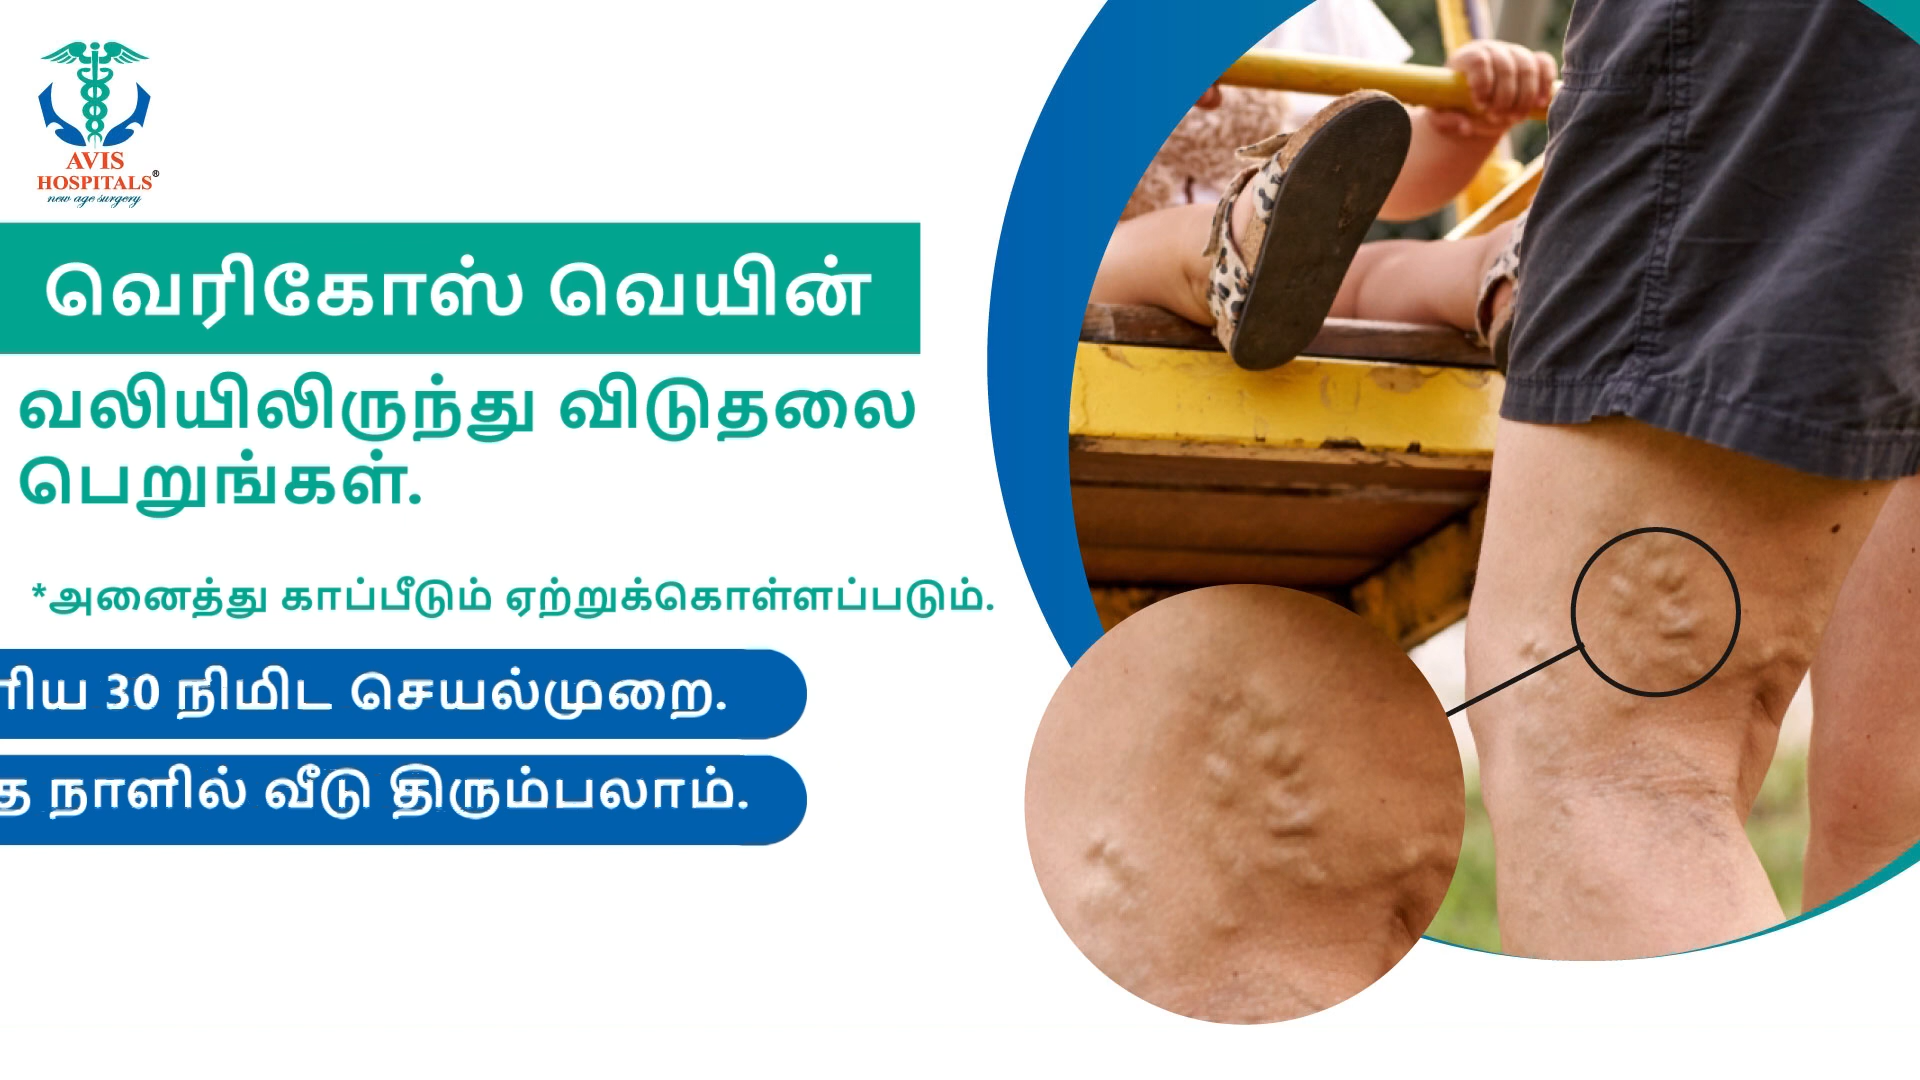 AVIS
HOSPITALS®
new age surgery
வெரிகோஸ் வெயின்
வலியிலிருந்து விடுதலை
பெறுங்கள்.
*அனைத்து காப்பீடும் ஏற்றுக்கொள்ளப்படும்.
30 நிமிட செயல்முறை.
நாளில் வீடு திரும்பலாம்.